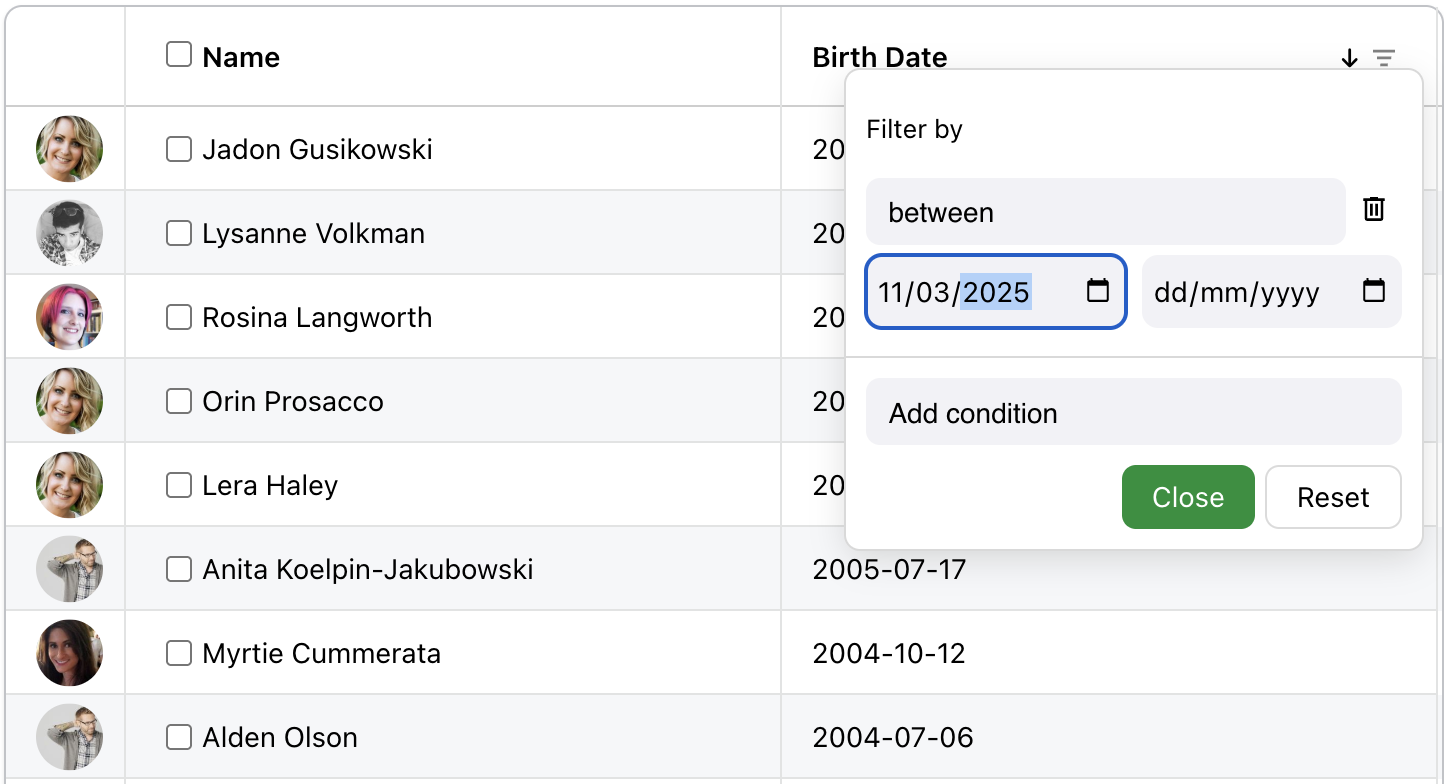 Name
Birth Date
Filter by
between
11/03/2025
dd/mm/yyyy
Add condition
Close
Reset
Jadon Gusikowski
20
Lysanne Volkman
20
Rosina Langworth
20
Orin Prosacco
20
Lera Haley
20
Anita Koelpin-Jakubowski
2005-07-17
Myrtie Cummerata
2004-10-12
Alden Olson
2004-07-06